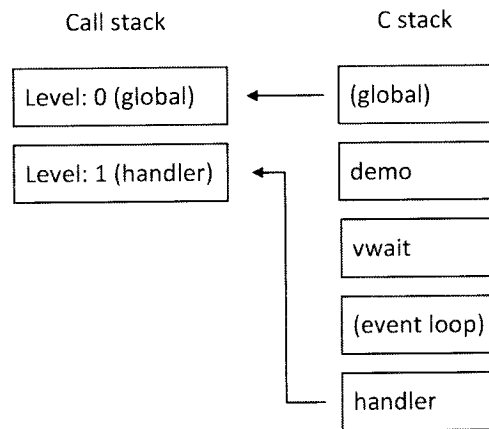 Call stack
C stack
Level: 0 (global)
(global)
Level: 1 (handler)
demo
vwait
(event loop)
handler